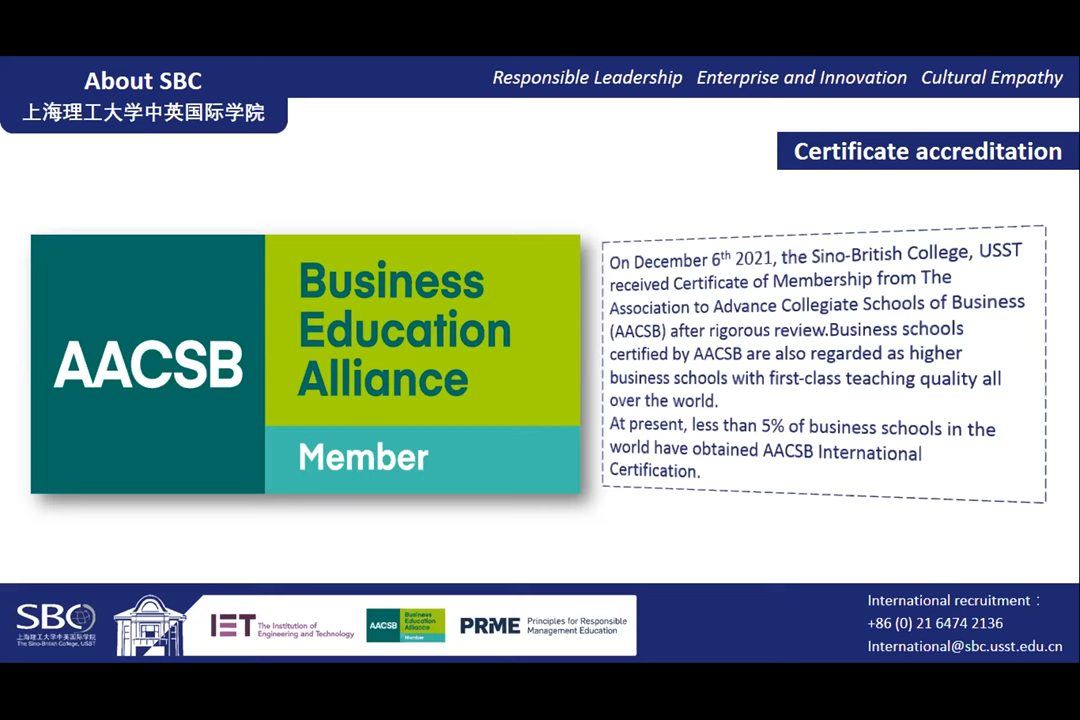 About SBC
上海理工大学中英国际学院
Responsible Leadership Enterprise and Innovation Cultural Empathy
Certificate accreditation
AACSB
Business
Education
Alliance
Member
On December 6th 2021, the Sino-British College, USST
received Certificate of Membership from The
Association to Advance Collegiate Schools of Business
(AACSB) after rigorous review.Business schools
certified by AACSB are also regarded as higher
business schools with first-class teaching quality all
over the world.
At present, less than 5% of business schools in the
world have obtained AACSB International
Certification.
SBC
上海理工大学中英国际学院
The Sino-British College, USST
IET The Institution of
Engineering and Technology
AACSB
Business
Education
Alliance
Member
PRME Principles for Responsible
Management Education
International recruitment：
+86 (0) 21 6474 2136
International@sbc.usst.edu.cn